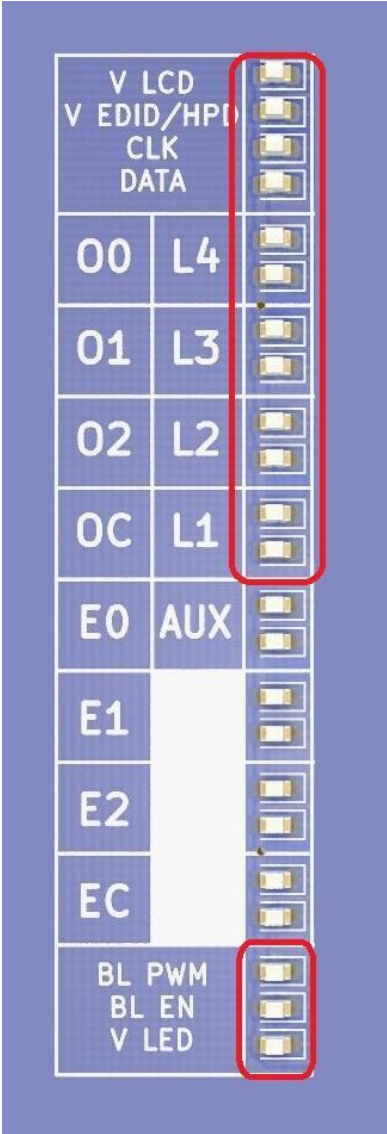 V LCD
V EDID/HPD
CLK
DATA
O0 L4
O1 L3
O2 L2
OC L1
E0 AUX
E1
E2
EC
BL PWM
BL EN
V LED